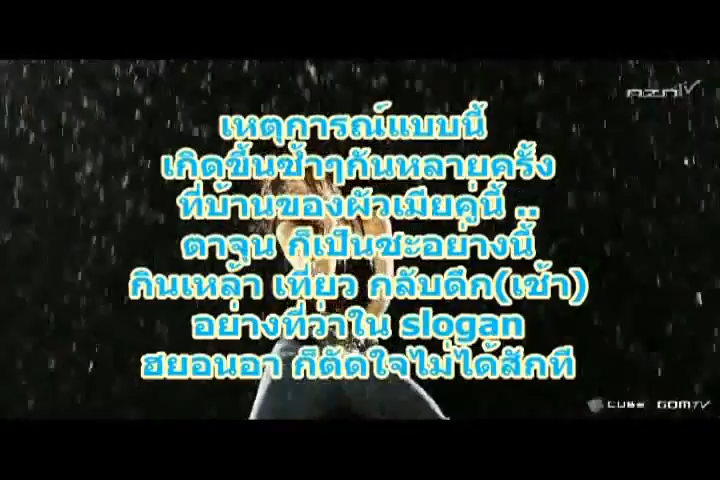 aznTV
เหตุการณ์แบบนี้
เกิดขึ้นซ้ำๆกันหลายครั้ง
ที่บ้านของผัวเมียคู่นี้ ..
ตาจุน ก็เป็นซะอย่างนี้
กินเหล้า เที่ยว กลับดึก(เช้า)
อย่างที่ว่าใน slogan
ฮยอนอา ก็ตัดใจไม่ได้สักที
CUBE GOMTV